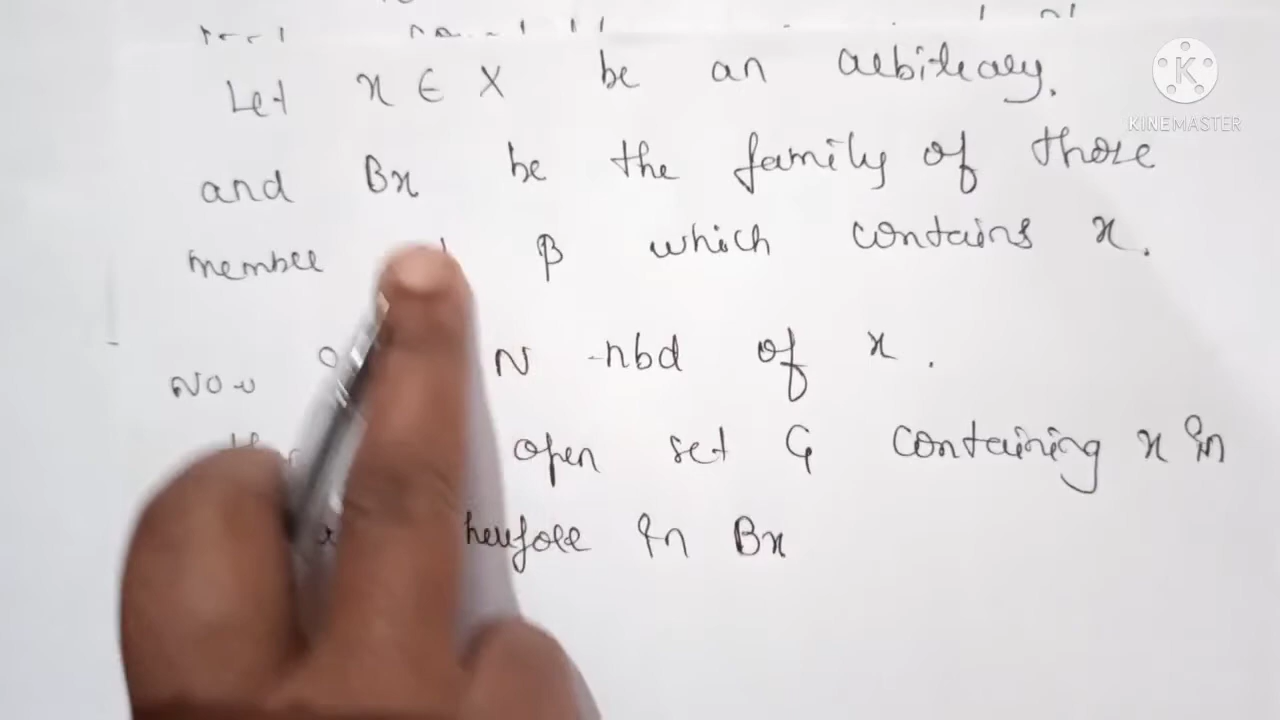 Let x ∈ X be an arbitrary.
and Bx be the family of those
member β which contains x.
Now N -nbd of x.
open set G containing x in
in Bx
KINEMASTER